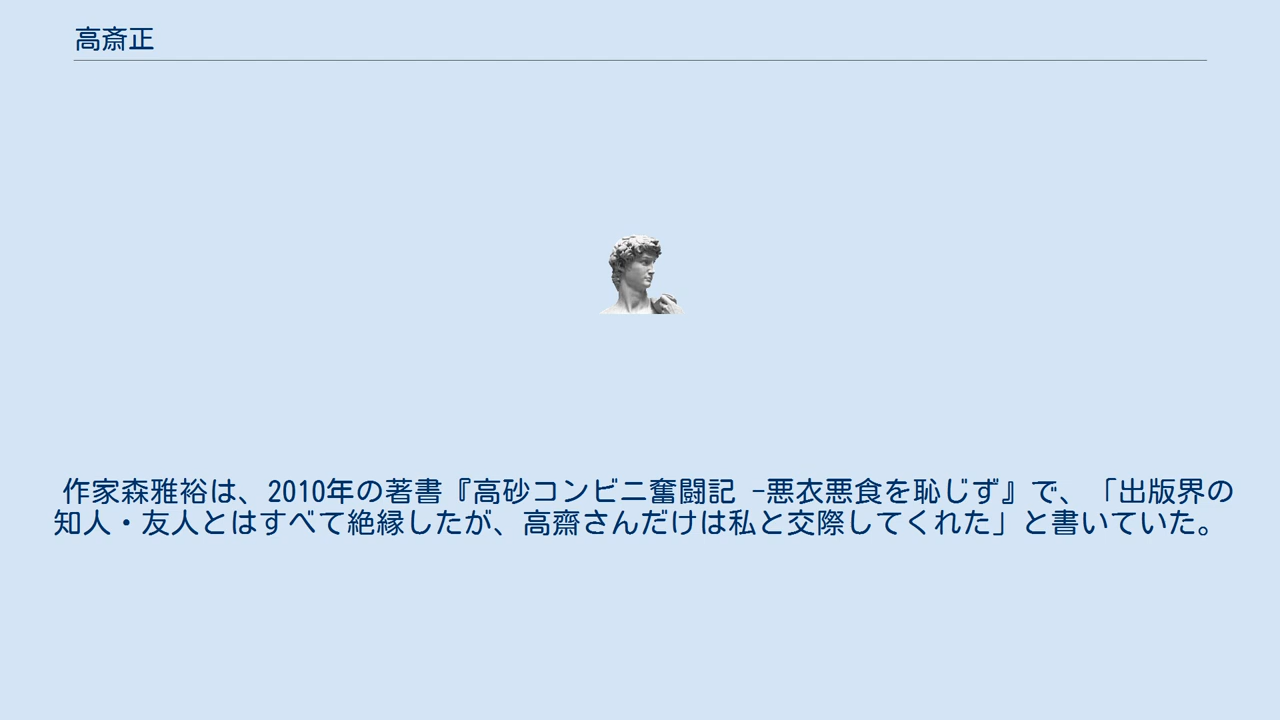 高斎正
作家森雅裕は、2010年の著書『高砂コンビニ奮闘記 -悪衣悪食を恥じず』で、「出版界の
知人・友人とはすべて絶縁したが、高齋さんだけは私と交際してくれた」と書いていた。